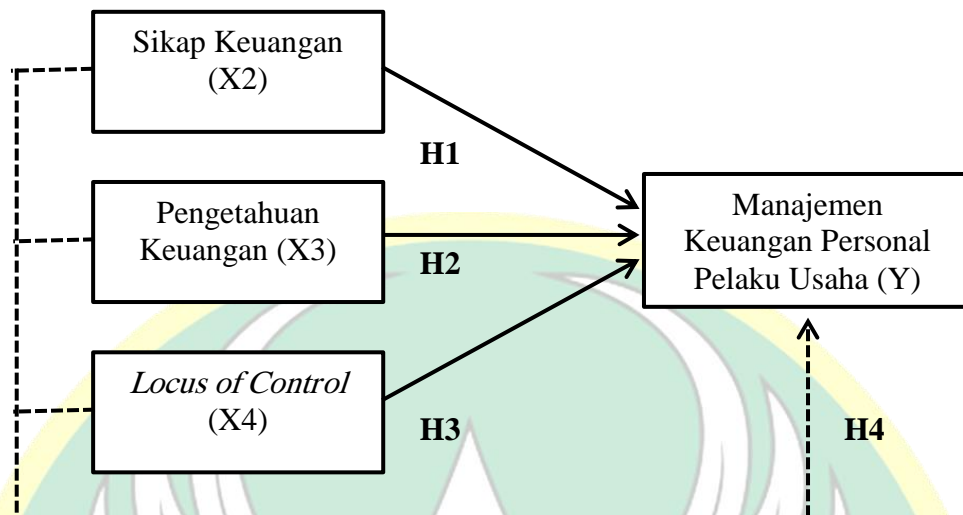 Sikap Keuangan
(X2)
H1
Pengetahuan
Keuangan (X3)
H2
Locus of Control
(X4)
H3
Manajemen
Keuangan Personal
Pelaku Usaha (Y)
H4